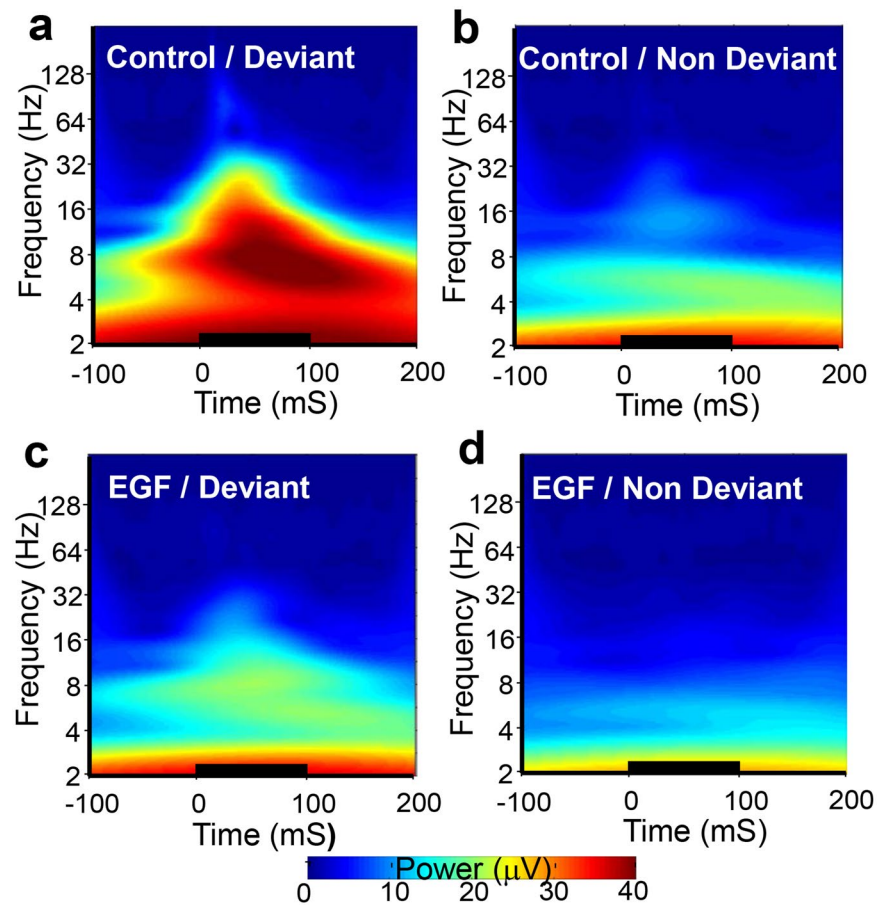 a
Control / Deviant
Frequency (Hz)
128
64
32
16
8
4
2
-100 0 100 200
Time (mS)
b
Control / Non Deviant
Frequency (Hz)
128
64
32
16
8
4
2
-100 0 100 200
Time (mS)
c
EGF / Deviant
Frequency (Hz)
128
64
32
16
8
4
2
-100 0 100 200
Time (mS)
d
EGF / Non Deviant
Frequency (Hz)
128
64
32
16
8
4
2
-100 0 100 200
Time (mS)
Power (μV)
0 10 20 30 40